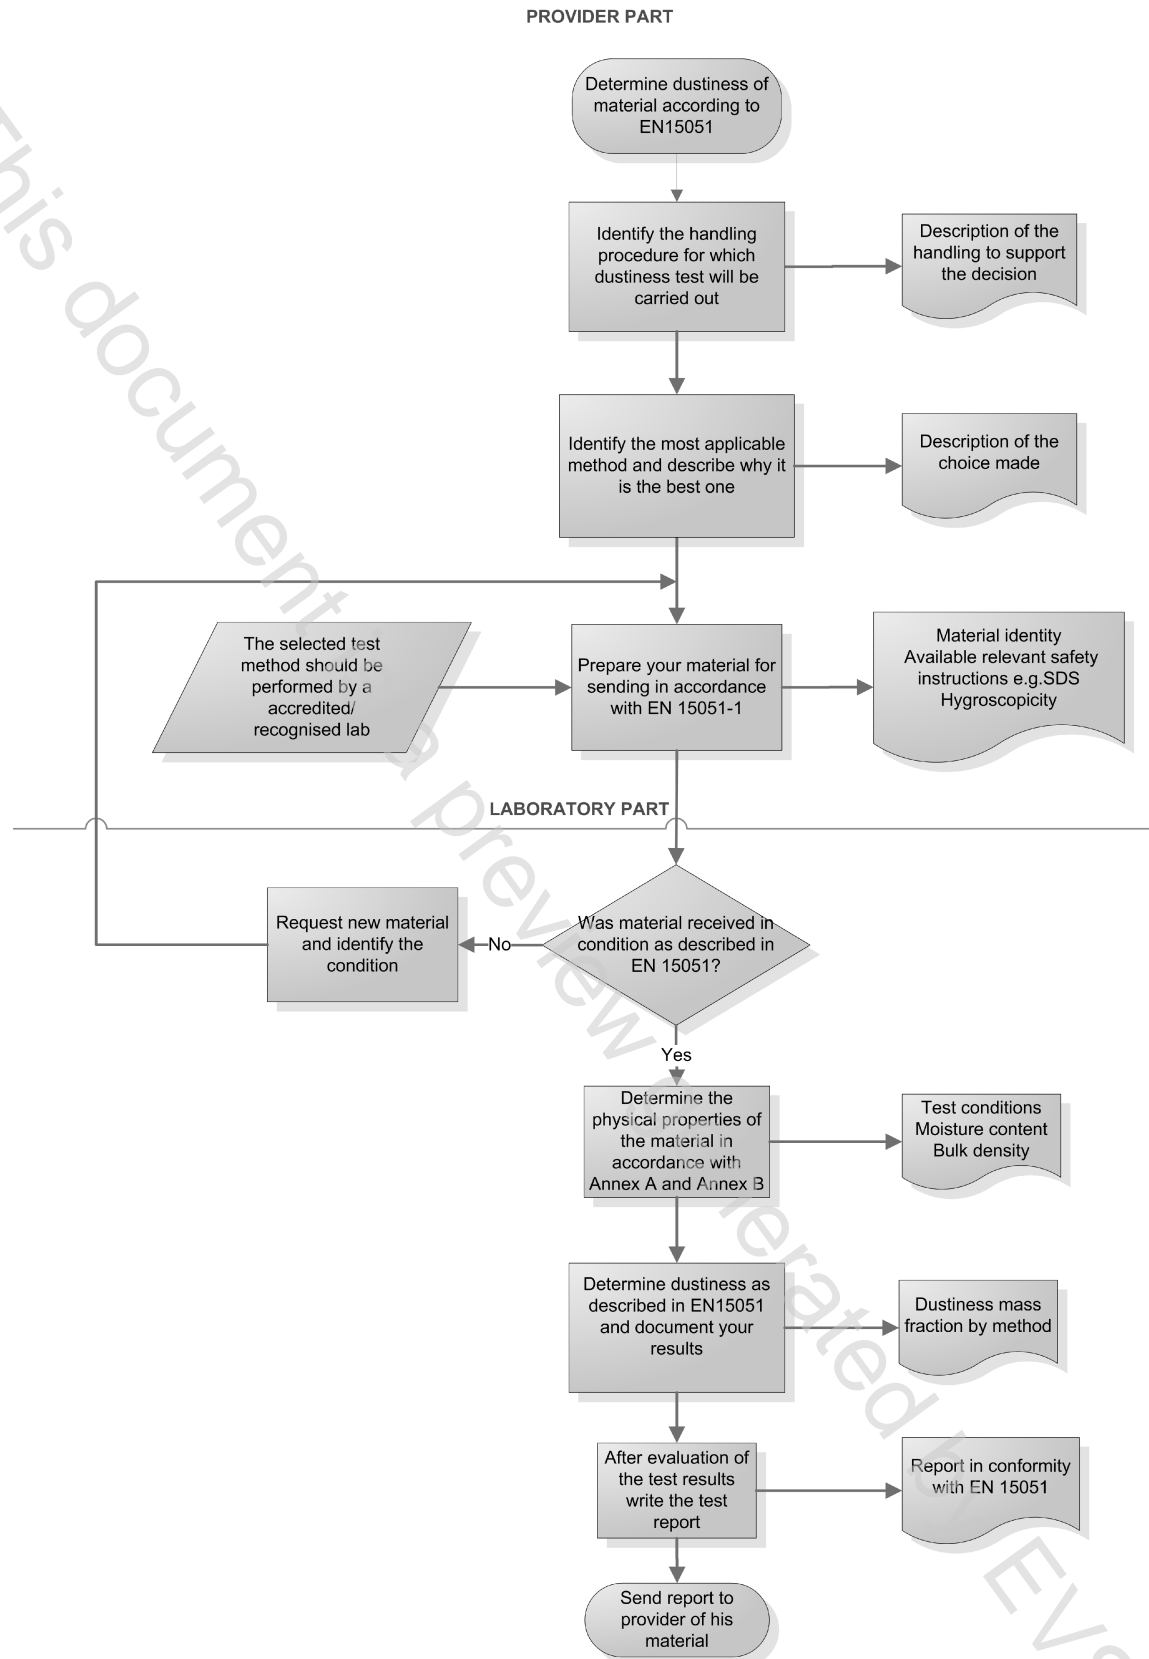 PROVIDER PART
Determine dustiness of
material according to
EN15051
Identify the handling
procedure for which
dustiness test will be
carried out
Description of the
handling to support
the decision
Identify the most applicable
method and describe why it
is the best one
Description of the
choice made
The selected test
method should be
performed by a
accredited/
recognised lab
Prepare your material for
sending in accordance
with EN 15051-1
Material identity
Available relevant safety
instructions e.g.SDS
Hygroscopicity
LABORATORY PART
Request new material
and identify the
condition
No
Was material received in
condition as described in
EN 15051?
Yes
Determine the
physical properties of
the material in
accordance with
Annex A and Annex B
Test conditions
Moisture content
Bulk density
Determine dustiness as
described in EN15051
and document your
results
Dustiness mass
fraction by method
After evaluation of
the test results
write the test
report
Report in conformity
with EN 15051
Send report to
provider of his
material
This document is a preview generated by EVS